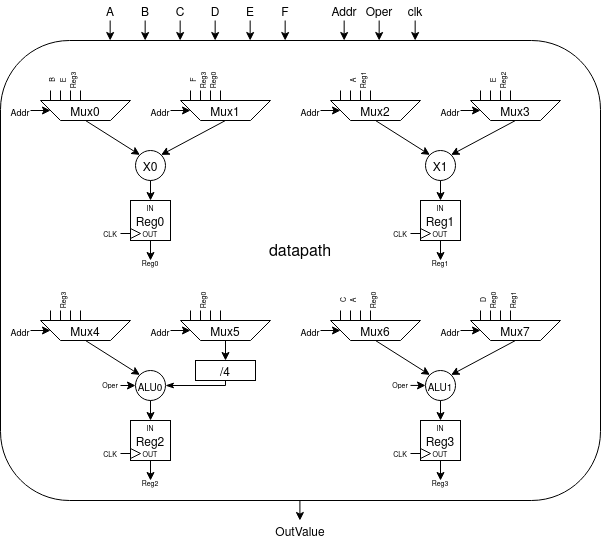 A B C D E F Addr Oper clk
B E Reg3 F Reg3 Reg0 A Reg1 E Reg2
Addr Mux0 Addr Mux1 Addr Mux2 Addr Mux3
X0 X1
IN IN
Reg0 Reg1
CLK OUT CLK OUT
Reg0 Reg1
datapath
Reg3 Reg0 C A Reg0 D Reg0 Reg1
Addr Mux4 Addr Mux5 Addr Mux6 Addr Mux7
/4
Oper ALU0 Oper ALU1
IN IN
Reg2 Reg3
CLK OUT CLK OUT
Reg2 Reg3
OutValue